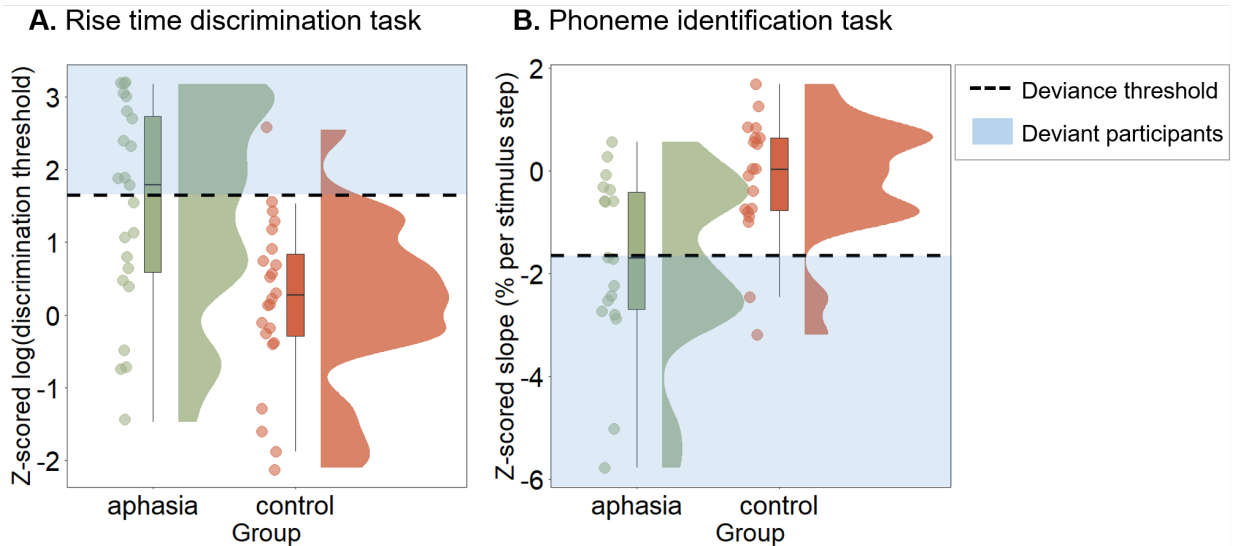 A. Rise time discrimination task
Z-scored log(discrimination threshold)
3
2
1
0
-1
-2
aphasia
control
Group
B. Phoneme identification task
Z-scored slope (% per stimulus step)
2
0
-2
-4
-6
aphasia
control
Group
Deviance threshold
Deviant participants